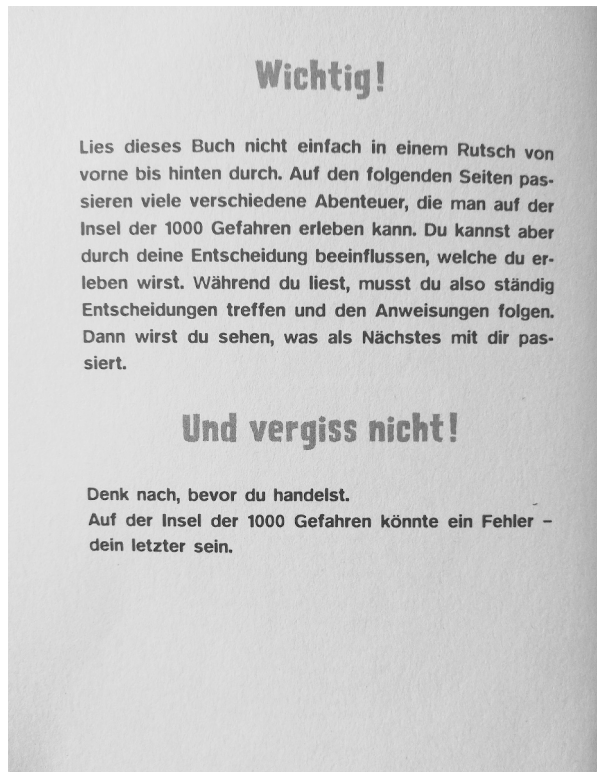 Wichtig!
Lies dieses Buch nicht einfach in einem Rutsch von
vorne bis hinten durch. Auf den folgenden Seiten pas-
sieren viele verschiedene Abenteuer, die man auf der
Insel der 1000 Gefahren erleben kann. Du kannst aber
durch deine Entscheidung beeinflussen, welche du er-
leben wirst. Während du liest, musst du also ständig
Entscheidungen treffen und den Anweisungen folgen.
Dann wirst du sehen, was als Nächstes mit dir pas-
siert.
Und vergiss nicht!
Denk nach, bevor du handelst.
Auf der Insel der 1000 Gefahren könnte ein Fehler –
dein letzter sein.